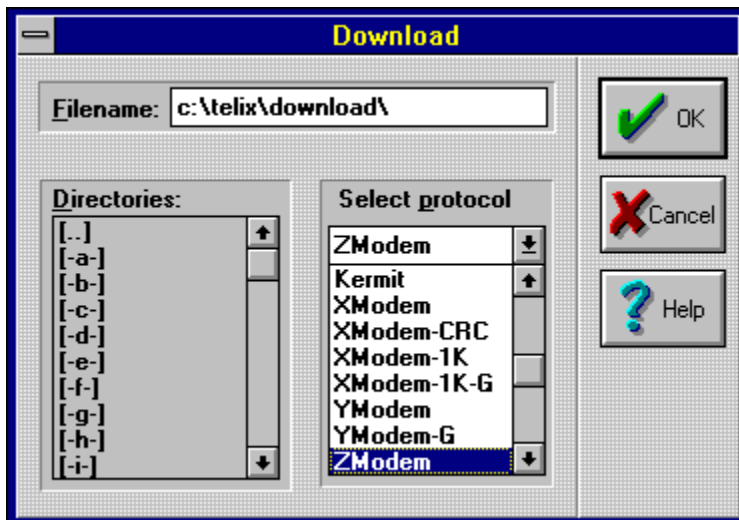 Download
Filename: c:\telix\download\
OK
Cancel
Help
Directories:
[..]
[-a-]
[-b-]
[-c-]
[-d-]
[-e-]
[-f-]
[-g-]
[-h-]
[-i-]
Select protocol
ZModem
Kermit
XModem
XModem-CRC
XModem-1K
XModem-1K-G
YModem
YModem-G
ZModem